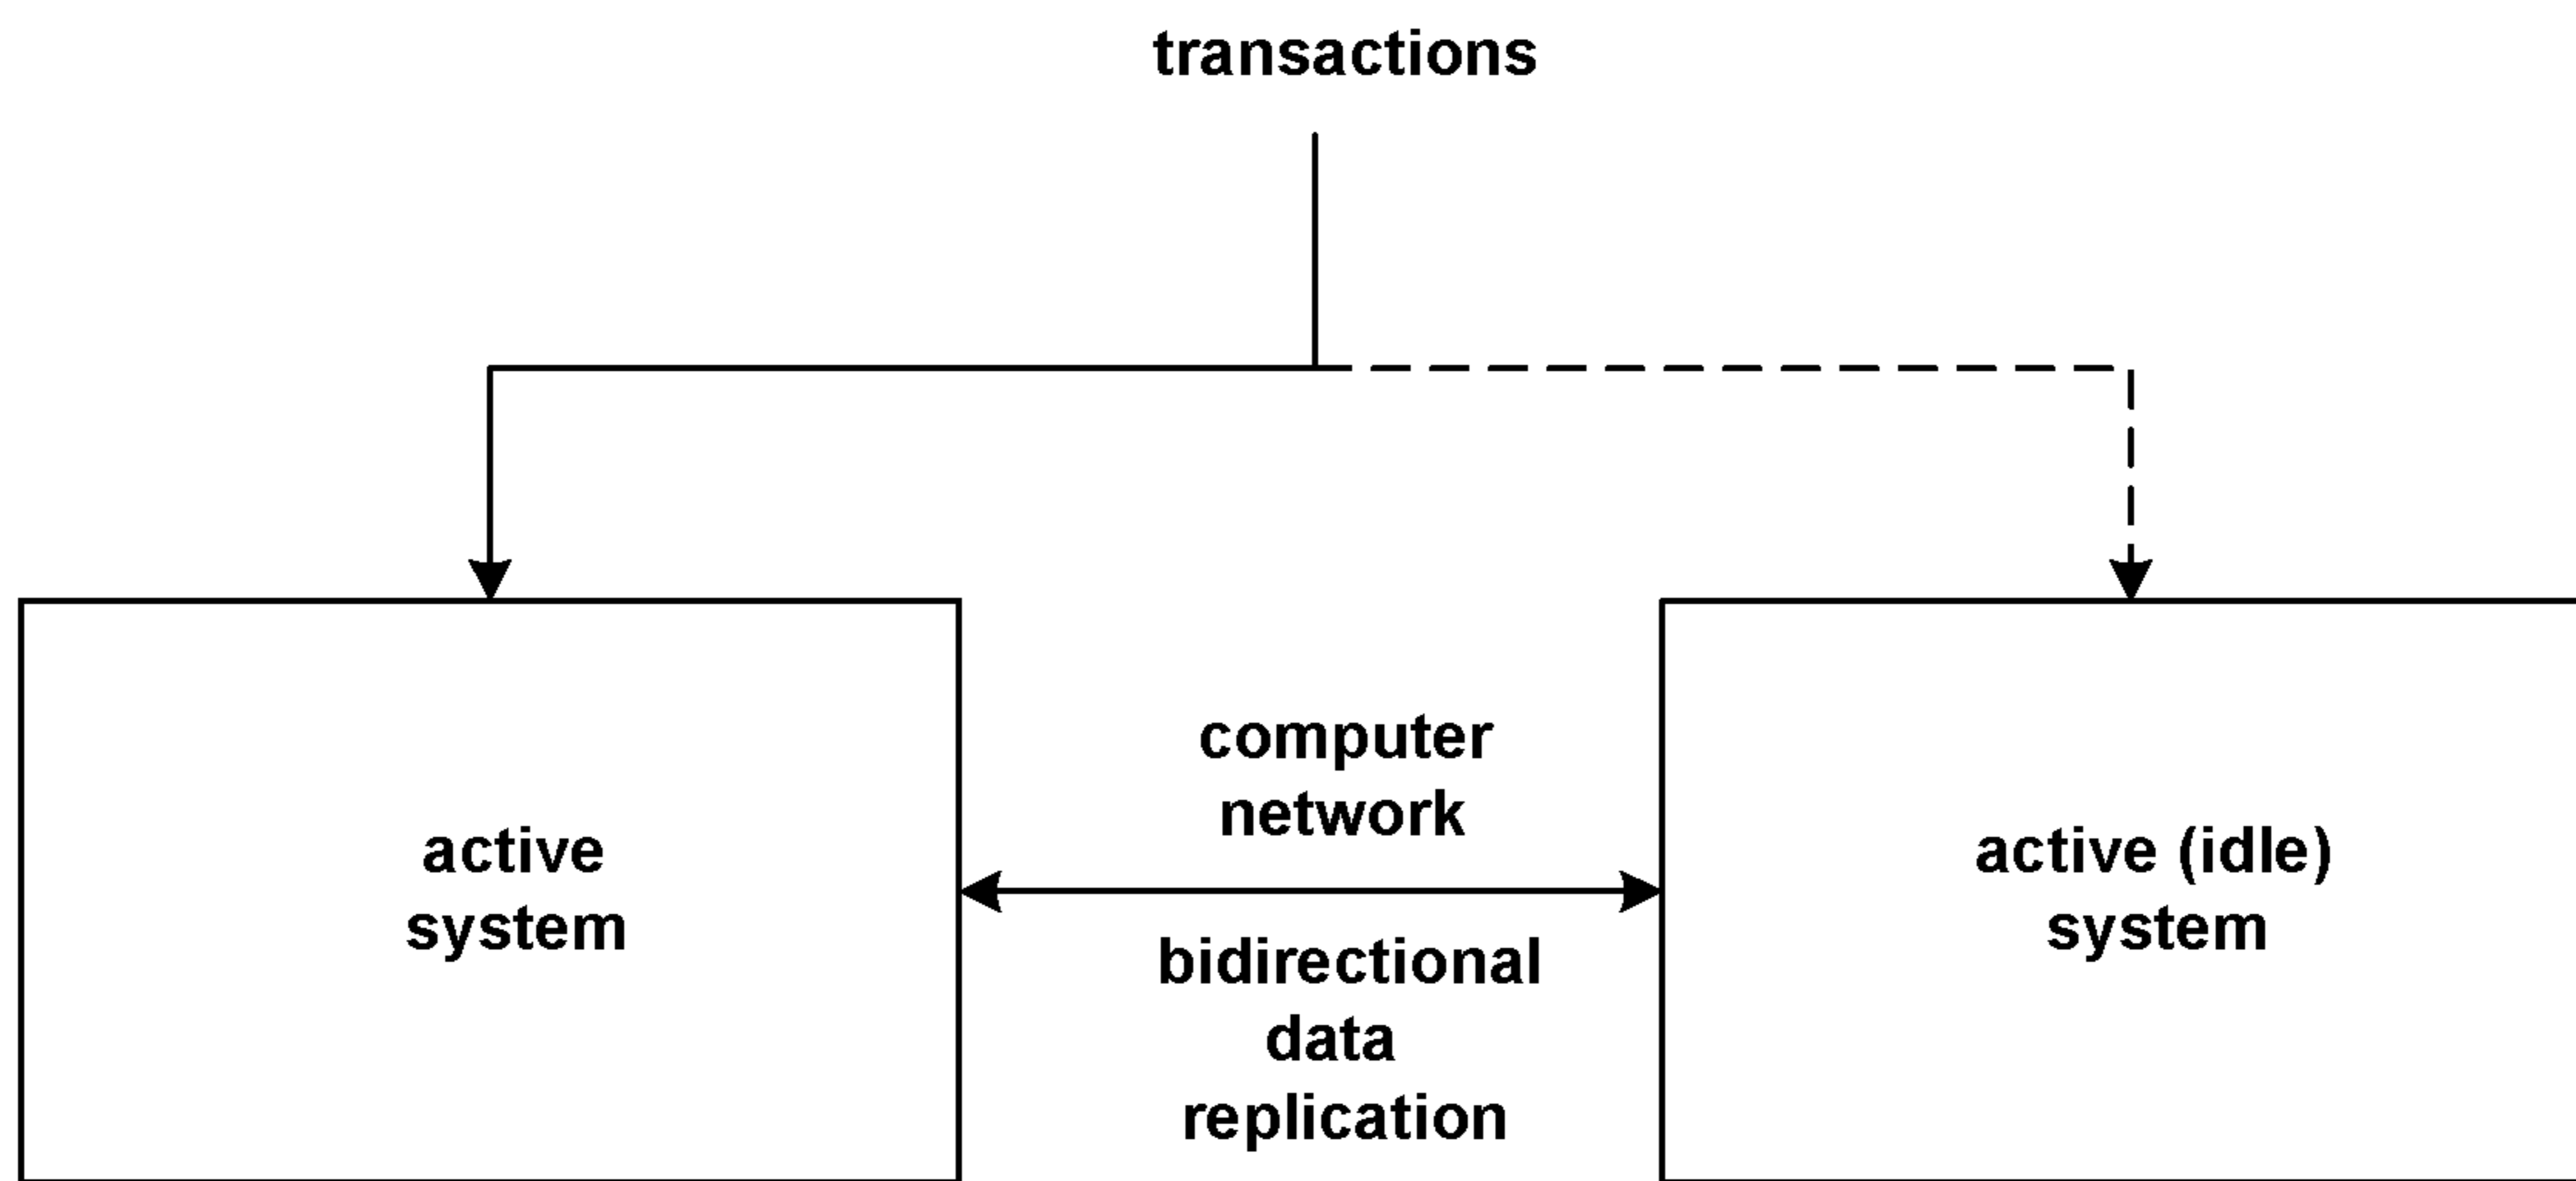 transactions
computer
network
active
system
active (idle)
system
bidirectional
data
replication